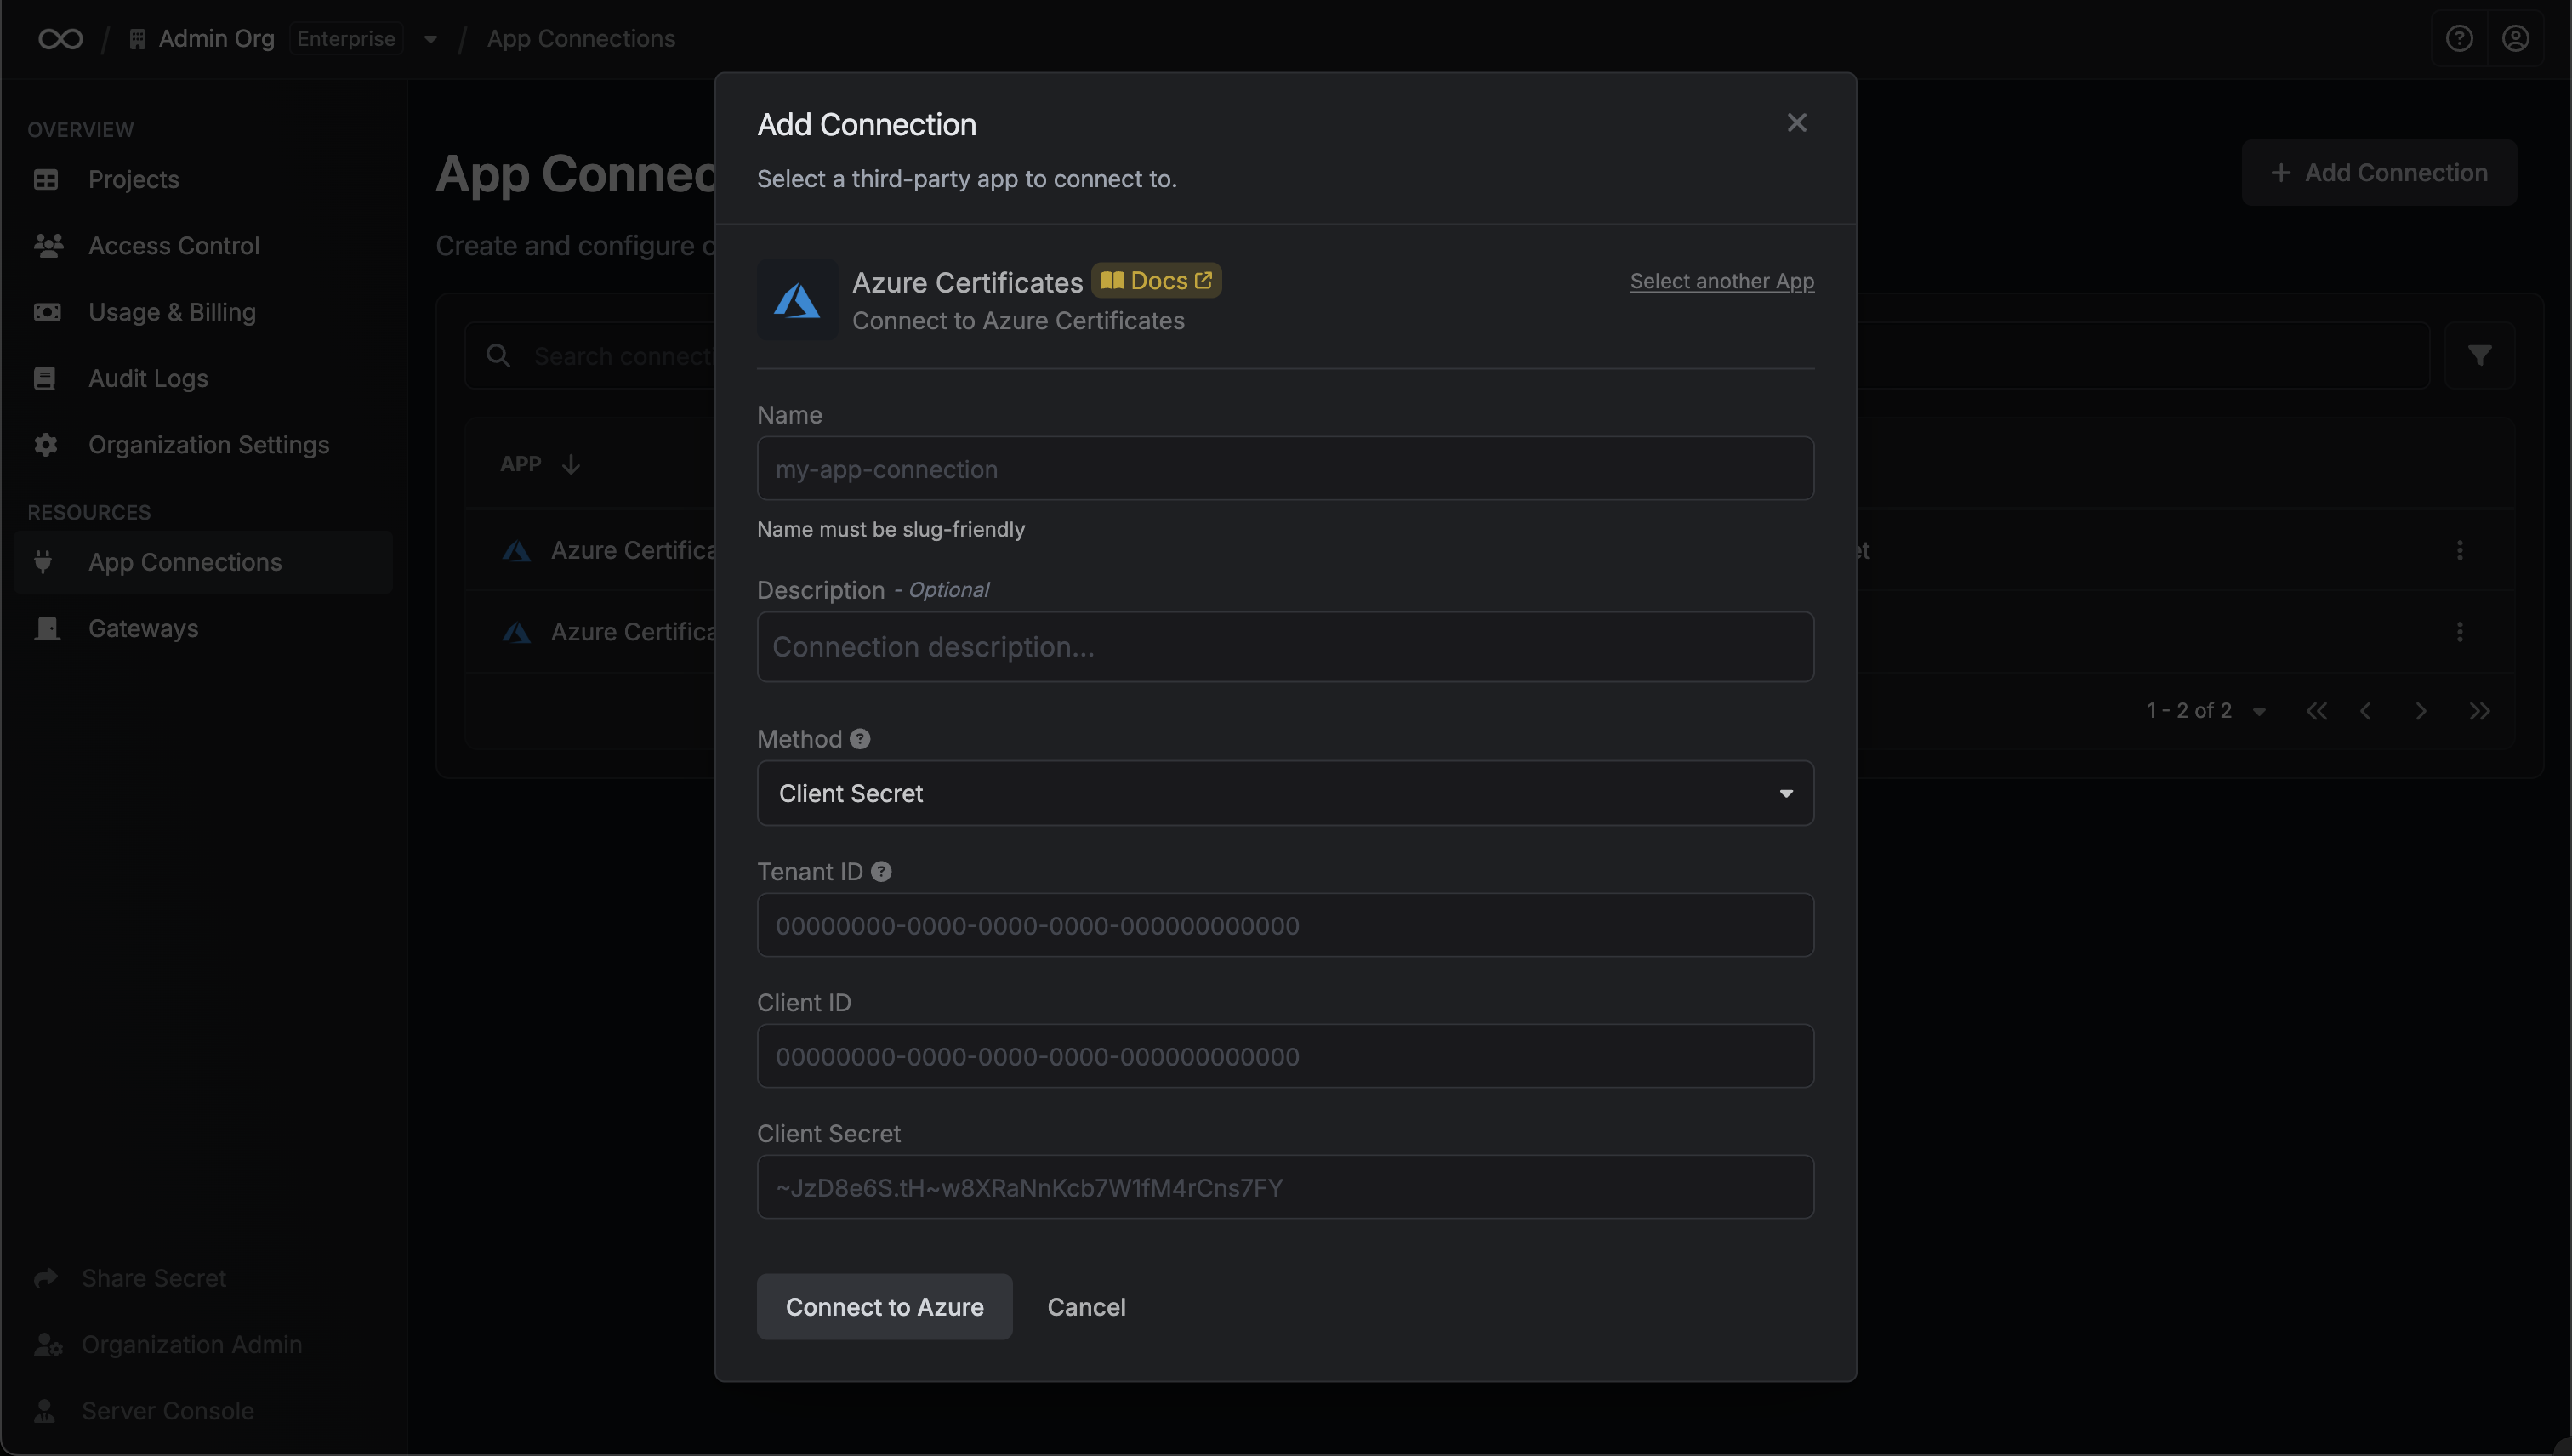 Admin Org Enterprise / App Connections
OVERVIEW
Projects
Access Control
Usage & Billing
Audit Logs
Organization Settings
RESOURCES
App Connections
Gateways
Share Secret
Organization Admin
Server Console
App Connec
Create and configure c
+ Add Connection
Search connecti
APP
Azure Certifica
et
Azure Certifica
1 - 2 of 2
Add Connection
Select a third-party app to connect to.
Azure Certificates Docs
Select another App
Connect to Azure Certificates
Name
my-app-connection
Name must be slug-friendly
Description - Optional
Connection description...
Method
Client Secret
Tenant ID
00000000-0000-0000-0000-000000000000
Client ID
00000000-0000-0000-0000-000000000000
Client Secret
~JzD8e6S.tH~w8XRaNnKcb7W1fM4rCns7FY
Connect to Azure
Cancel